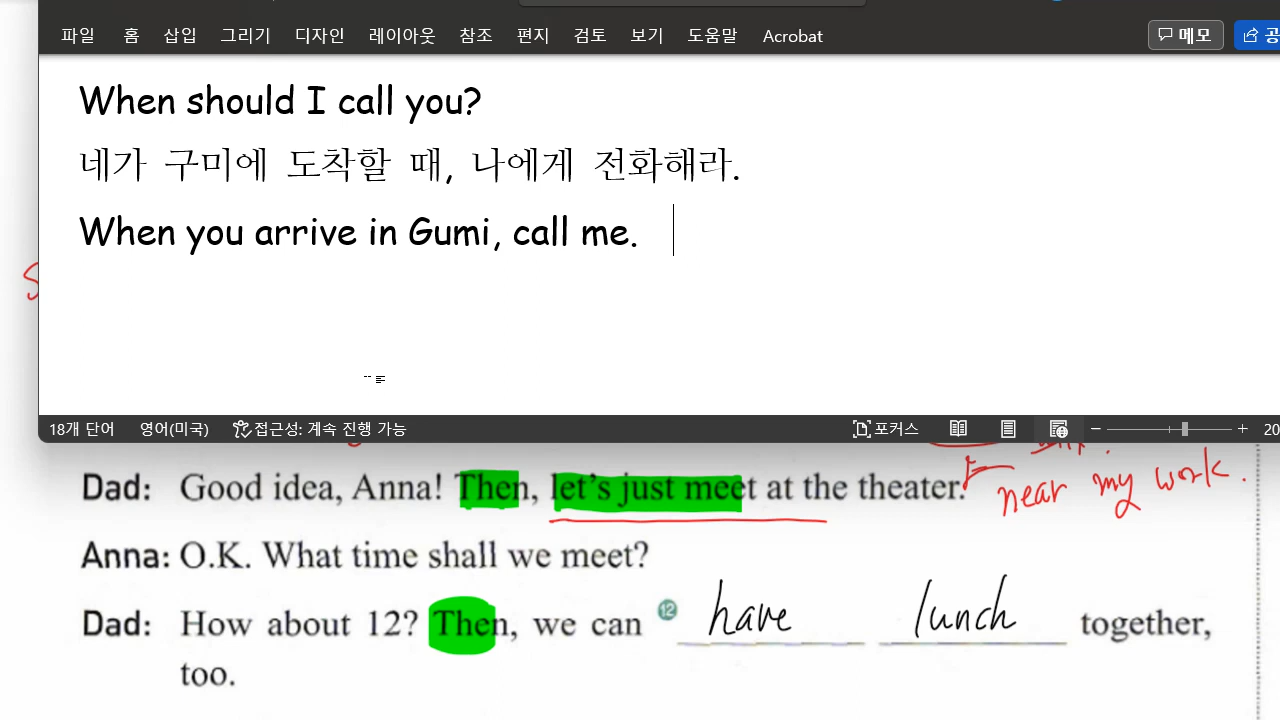 파일 홈 삽입 그리기 디자인 레이아웃 참조 편지 검토 보기 도움말 Acrobat 메모
When should I call you?
네가 구미에 도착할 때, 나에게 전화해라.
When you arrive in Gumi, call me.
18개 단어 영어(미국) 접근성: 계속 진행 가능 포커스 20
Dad: Good idea, Anna! Then, let's just meet at the theater.
near my work.
Anna: O.K. What time shall we meet?
Dad: How about 12? Then, we can ⑫ have lunch together,
too.